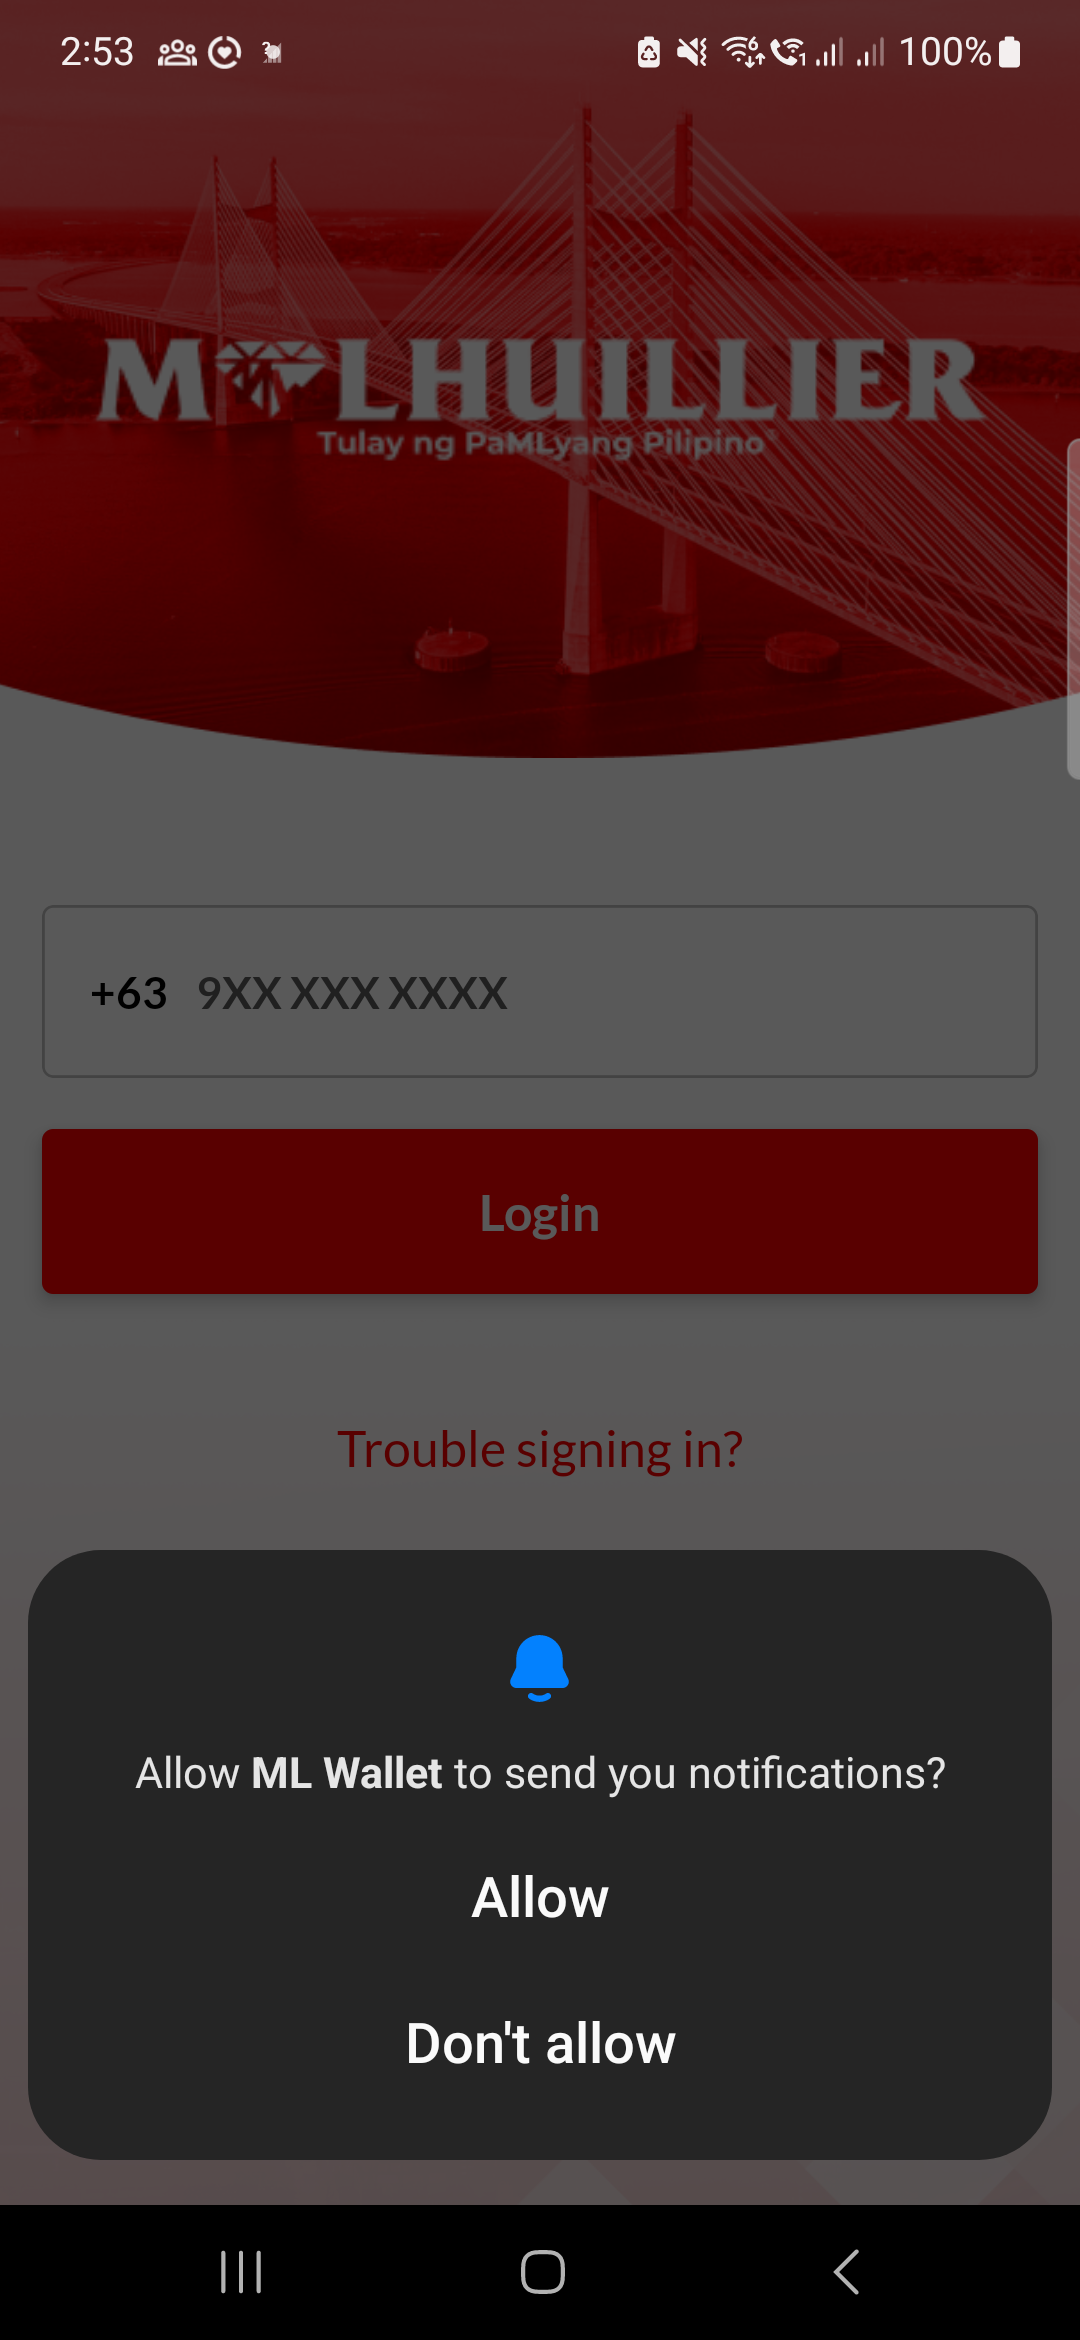 2:53
100%
M LHUILLIER
Tulay ng PaMLyang Pilipino
+63 9XX XXX XXXX
Login
Trouble signing in?
Allow ML Wallet to send you notifications?
Allow
Don't allow